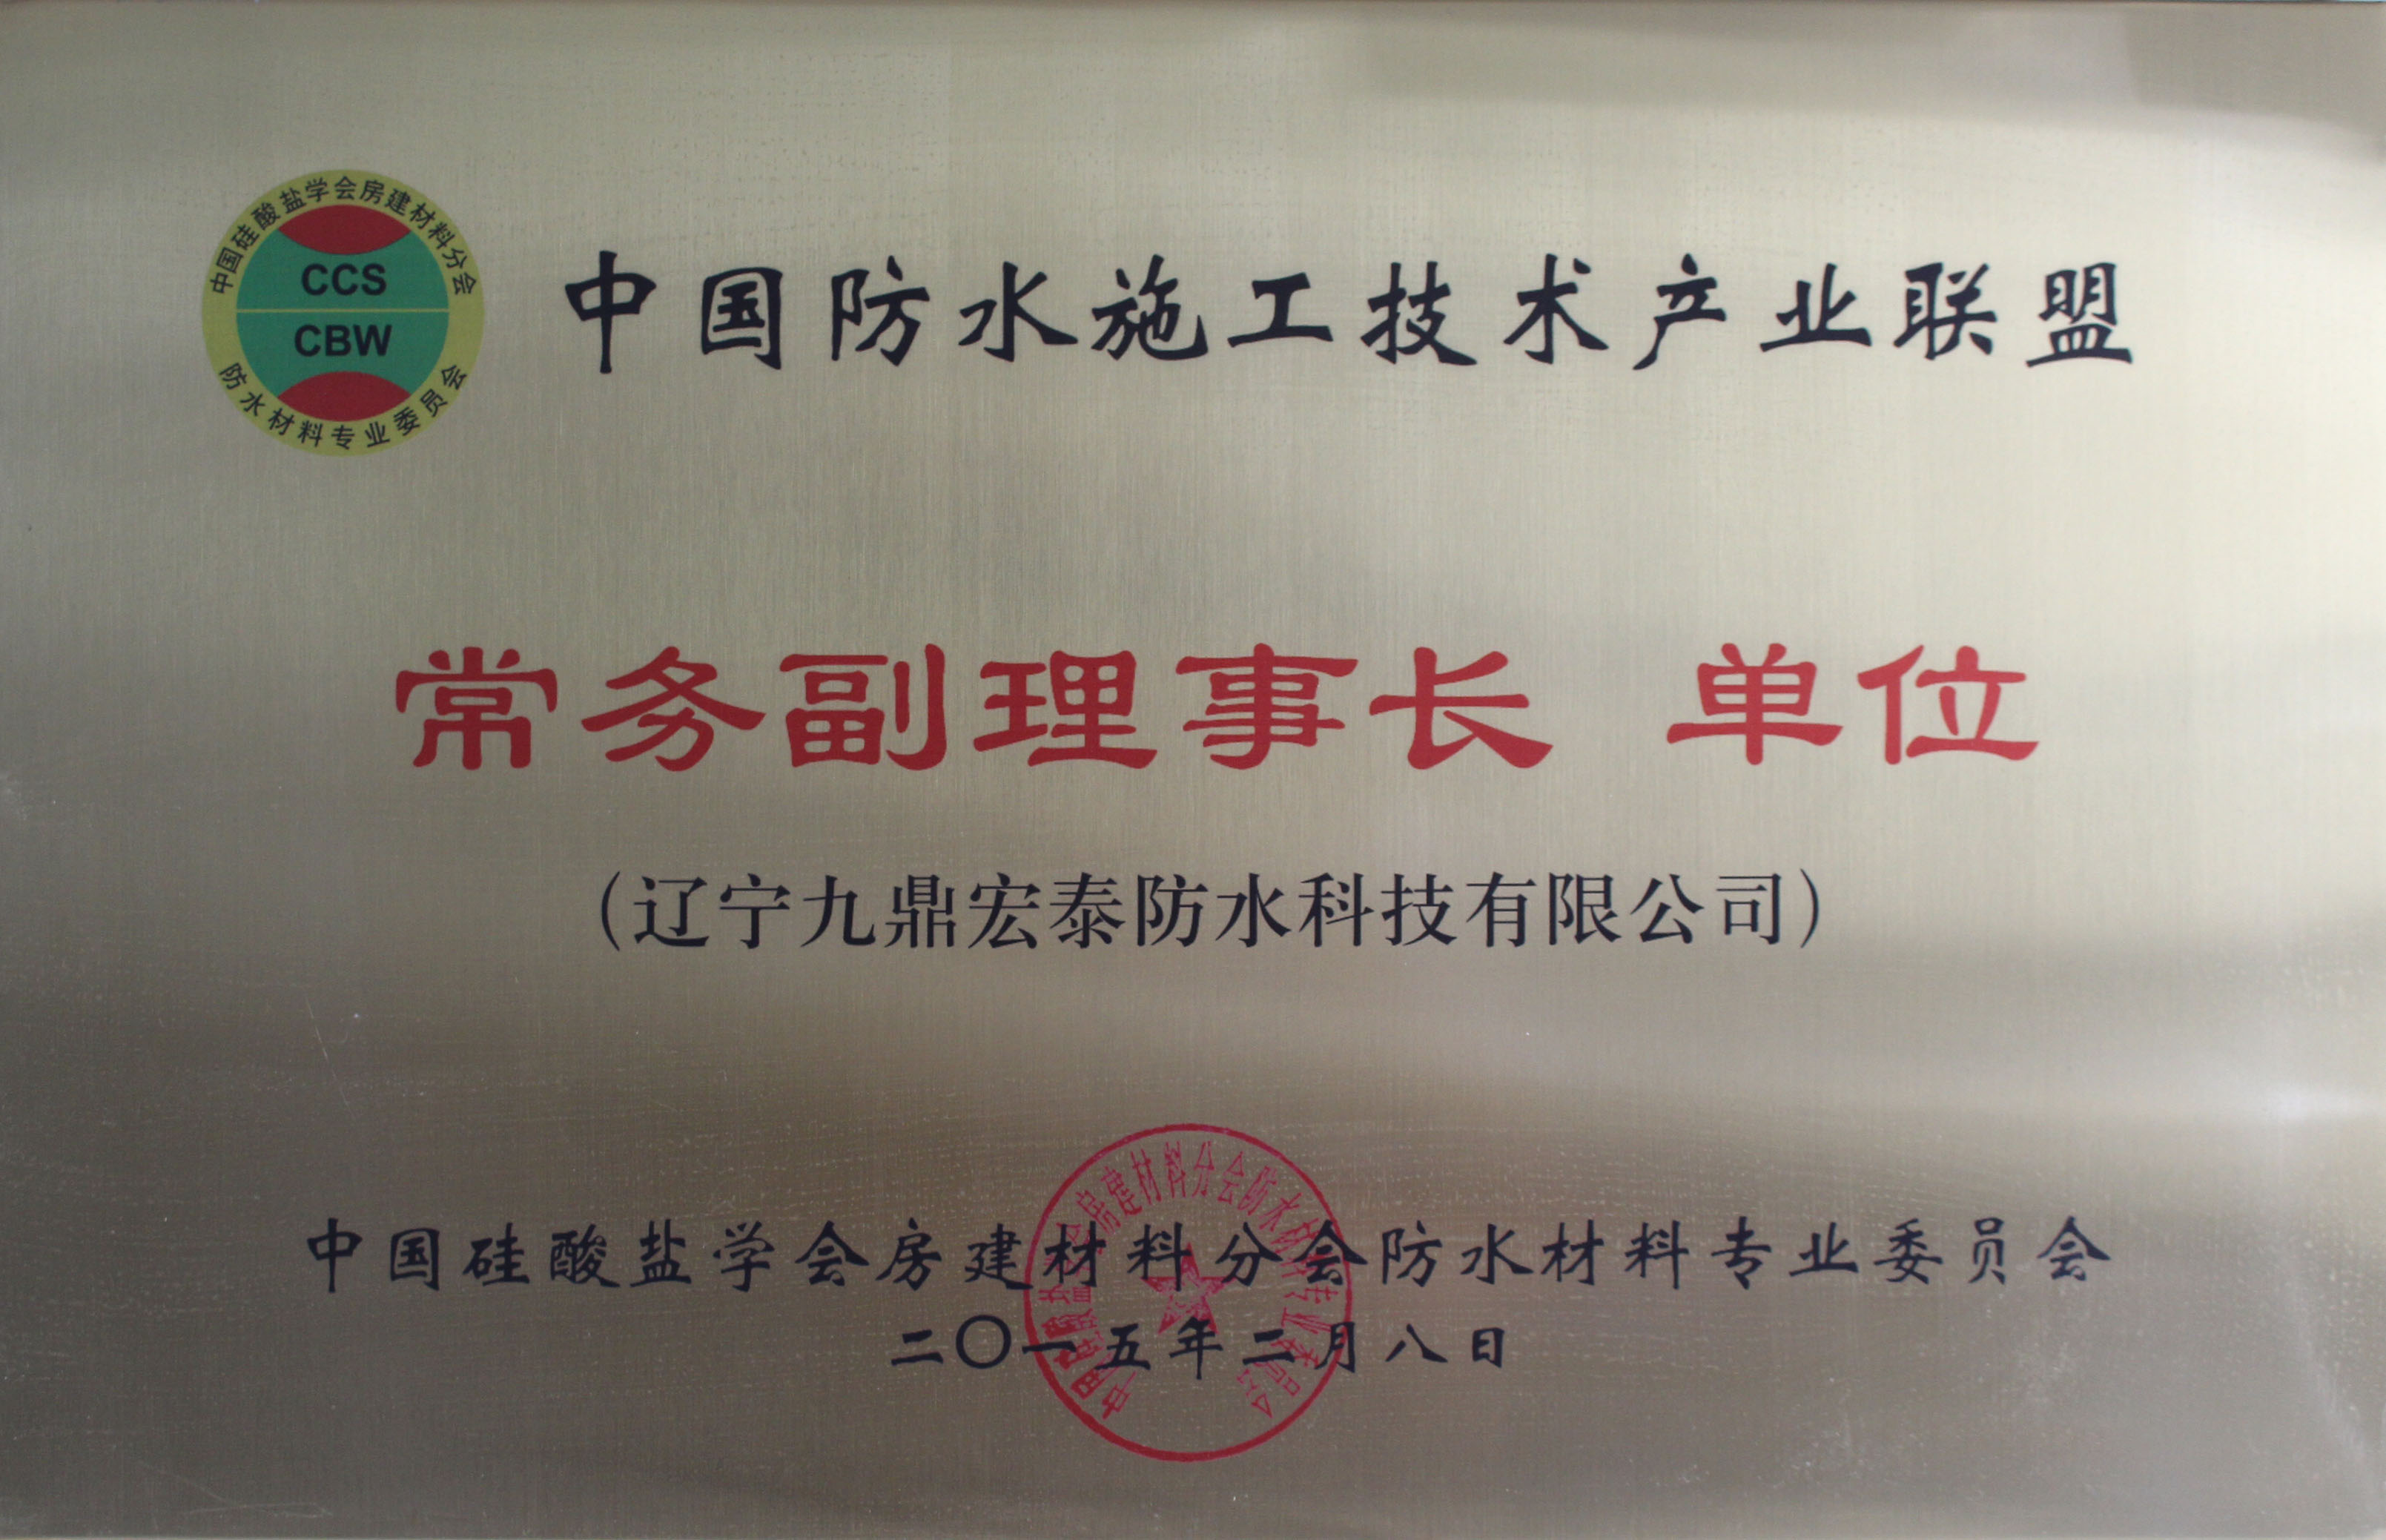 中国硅酸盐学会房建材料分会
CCS
CBW
防水材料专业委员会
中国防水施工技术产业联盟
常务副理事长 单位
（辽宁九鼎宏泰防水科技有限公司）
中国硅酸盐学会房建材料分会防水材料专业委员会
二〇一五年二月八日
中国硅酸盐学会房建材料分会防水材料专业委员会